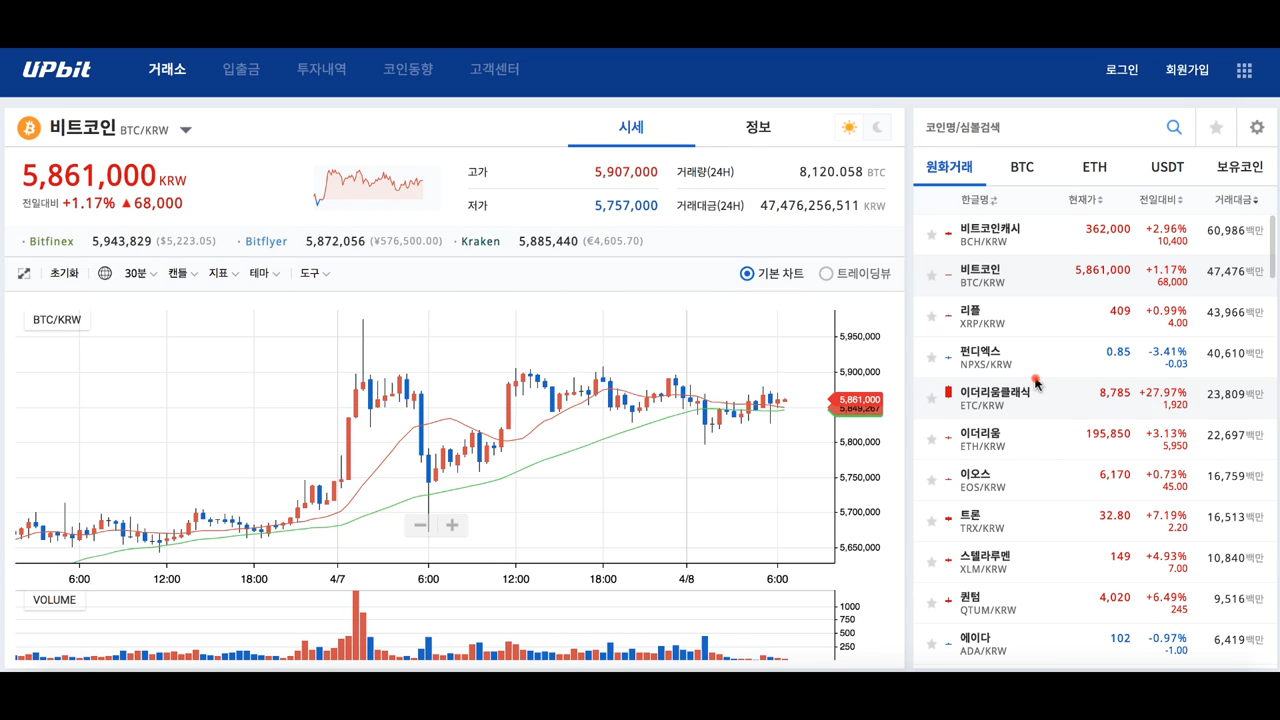 UPbit 거래소 입출금 투자내역 코인동향 고객센터 로그인 회원가입
비트코인 BTC/KRW 시세 정보
5,861,000 KRW
전일대비 +1.17% ▲68,000
고가 5,907,000 거래량(24H) 8,120.058 BTC
저가 5,757,000 거래대금(24H) 47,476,256,511 KRW
· Bitfinex 5,943,829 ($5,223.05) · Bitflyer 5,872,056 (¥576,500.00) · Kraken 5,885,440 (€4,605.70)
초기화 30분 캔들 지표 테마 도구 기본 차트 트레이딩뷰
BTC/KRW
5,950,000
5,900,000
5,861,000
5,849,267
5,800,000
5,750,000
5,700,000
5,650,000
6:00 12:00 18:00 4/7 6:00 12:00 18:00 4/8 6:00
VOLUME
1000
750
500
250
코인명/심볼검색
원화거래 BTC ETH USDT 보유코인
한글명 현재가 전일대비 거래대금
비트코인캐시 362,000 +2.96% 60,986백만
BCH/KRW 10,400
비트코인 5,861,000 +1.17% 47,476백만
BTC/KRW 68,000
리플 409 +0.99% 43,966백만
XRP/KRW 4.00
펀디엑스 0.85 -3.41% 40,610백만
NPXS/KRW -0.03
이더리움클래식 8,785 +27.97% 23,809백만
ETC/KRW 1,920
이더리움 195,850 +3.13% 22,697백만
ETH/KRW 5,950
이오스 6,170 +0.73% 16,759백만
EOS/KRW 45.00
트론 32.80 +7.19% 16,513백만
TRX/KRW 2.20
스텔라루멘 149 +4.93% 10,840백만
XLM/KRW 7.00
퀀텀 4,020 +6.49% 9,516백만
QTUM/KRW 245
에이다 102 -0.97% 6,419백만
ADA/KRW -1.00